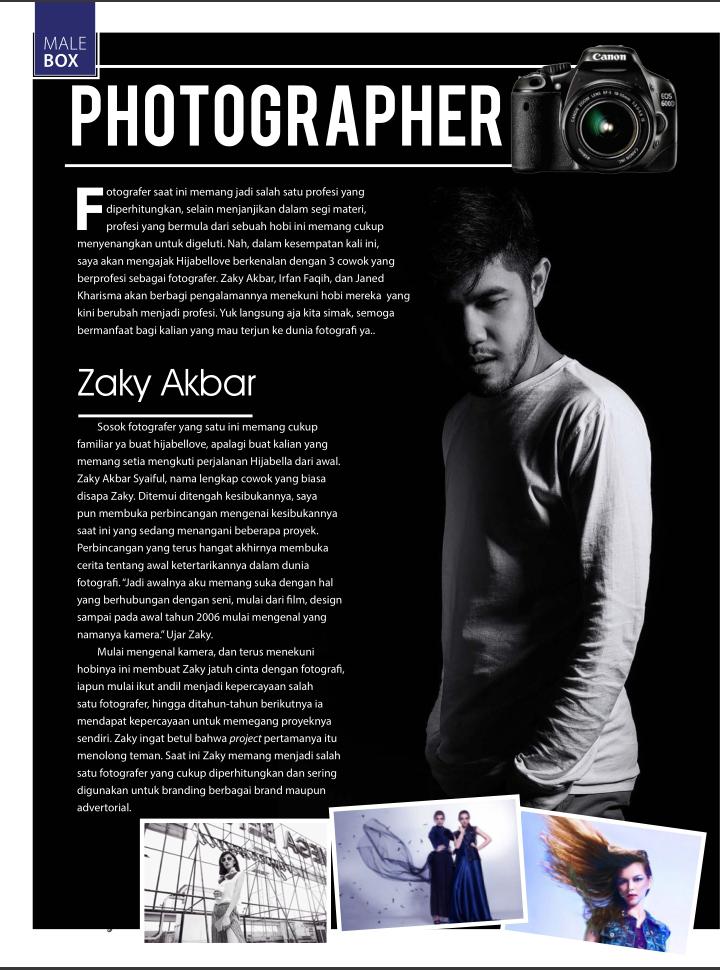 MALE
BOX
PHOTOGRAPHER
Canon
EOS
600D
Fotografer saat ini memang jadi salah satu profesi yang
diperhitungkan, selain menjanjikan dalam segi materi,
profesi yang bermula dari sebuah hobi ini memang cukup
menyenangkan untuk digeluti. Nah, dalam kesempatan kali ini,
saya akan mengajak Hijabellove berkenalan dengan 3 cowok yang
berprofesi sebagai fotografer. Zaky Akbar, Irfan Faqih, dan Janed
Kharisma akan berbagi pengalamannya menekuni hobi mereka yang
kini berubah menjadi profesi. Yuk langsung aja kita simak, semoga
bermanfaat bagi kalian yang mau terjun ke dunia fotografi ya..
Zaky Akbar
Sosok fotografer yang satu ini memang cukup
familiar ya buat hijabellove, apalagi buat kalian yang
memang setia mengkuti perjalanan Hijabella dari awal.
Zaky Akbar Syaiful, nama lengkap cowok yang biasa
disapa Zaky. Ditemui ditengah kesibukannya, saya
pun membuka perbincangan mengenai kesibukannya
saat ini yang sedang menangani beberapa proyek.
Perbincangan yang terus hangat akhirnya membuka
cerita tentang awal ketertarikannya dalam dunia
fotografi. “Jadi awalnya aku memang suka dengan hal
yang berhubungan dengan seni, mulai dari film, design
sampai pada awal tahun 2006 mulai mengenal yang
namanya kamera.” Ujar Zaky.
Mulai mengenal kamera, dan terus menekuni
hobinya ini membuat Zaky jatuh cinta dengan fotografi,
iapun mulai ikut andil menjadi kepercayaan salah
satu fotografer, hingga ditahun-tahun berikutnya ia
mendapat kepercayaan untuk memegang proyeknya
sendiri. Zaky ingat betul bahwa project pertamanya itu
menolong teman. Saat ini Zaky memang menjadi salah
satu fotografer yang cukup diperhitungkan dan sering
digunakan untuk branding berbagai brand maupun
advertorial.